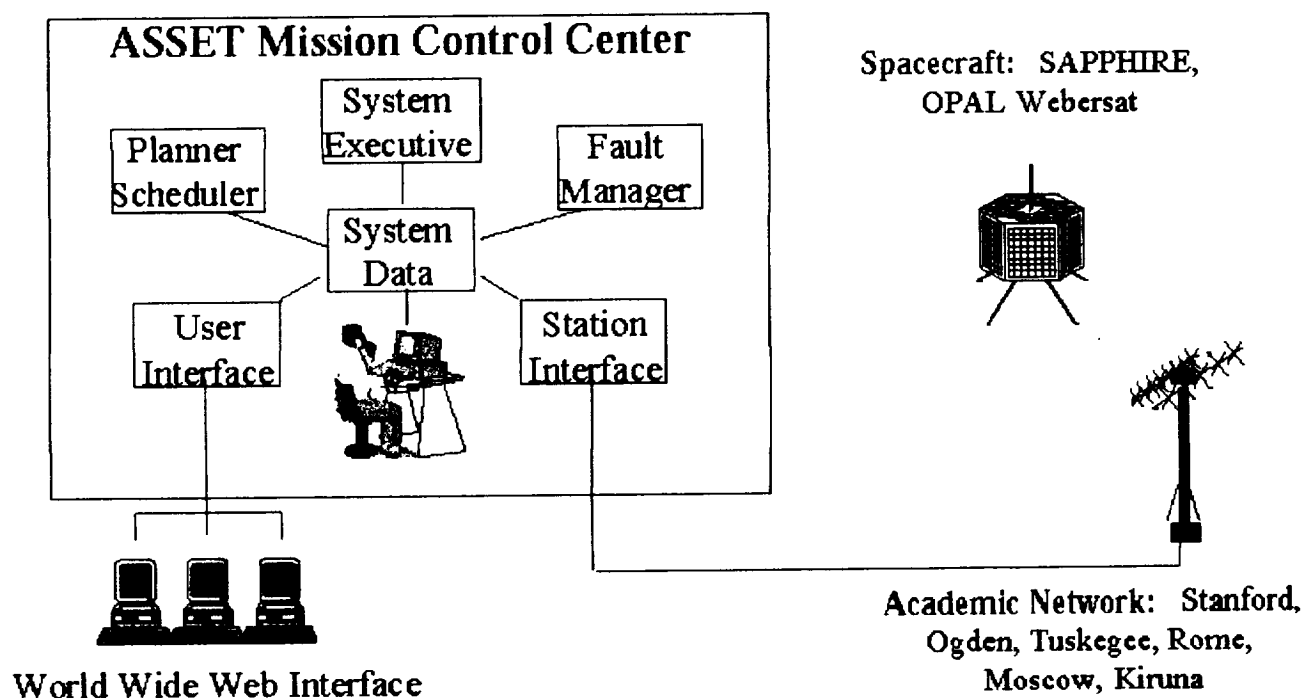 ASSET Mission Control Center
System
Executive
Planner
Scheduler
Fault
Manager
System
Data
User
Interface
Station
Interface
World Wide Web Interface
Spacecraft: SAPPHIRE,
OPAL Webersat
Academic Network: Stanford,
Ogden, Tuskegee, Rome,
Moscow, Kiruna